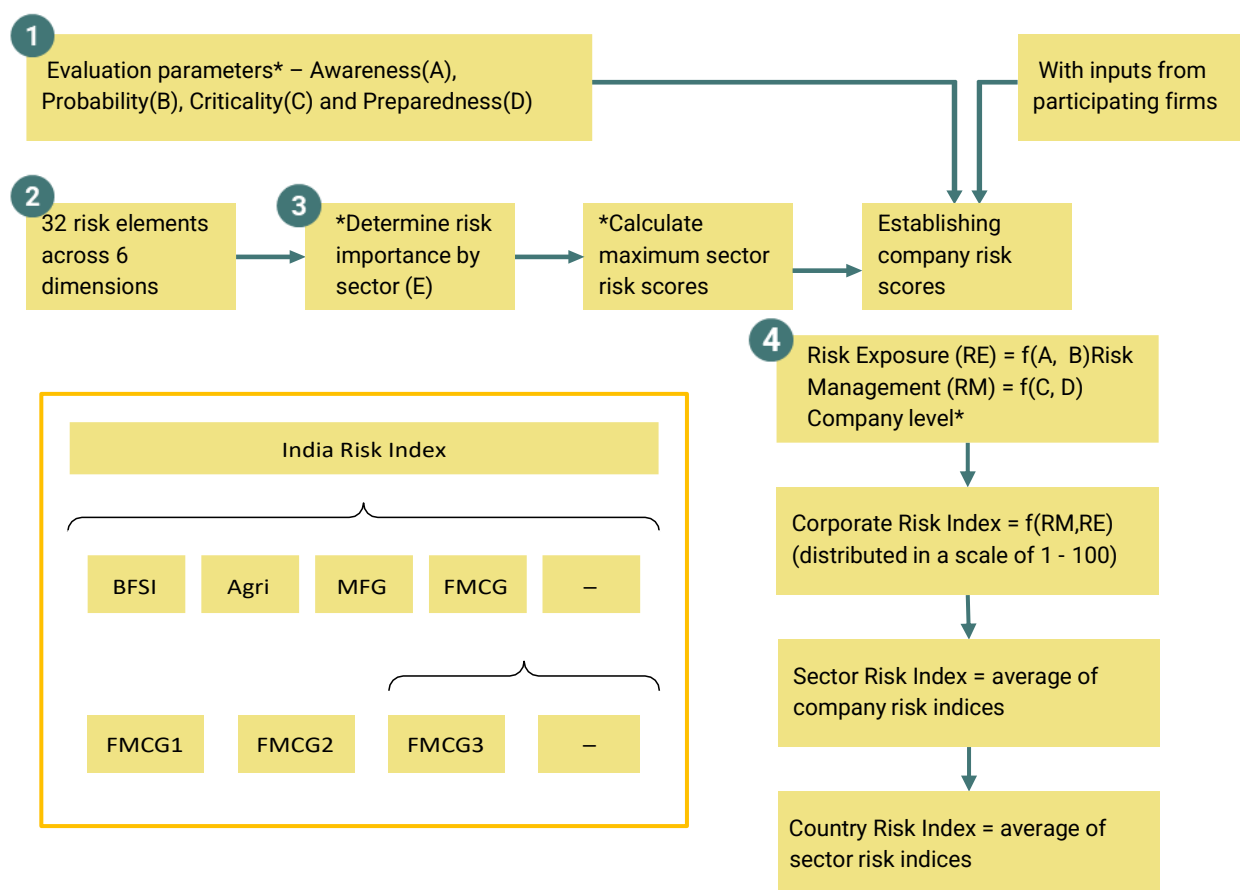 1
Evaluation parameters* – Awareness(A),
Probability(B), Criticality(C) and Preparedness(D)
With inputs from
participating firms
2
32 risk elements
across 6
dimensions
3
*Determine risk
importance by
sector (E)
*Calculate
maximum sector
risk scores
Establishing
company risk
scores
4
Risk Exposure (RE) = f(A, B)Risk
Management (RM) = f(C, D)
Company level*
Corporate Risk Index = f(RM,RE)
(distributed in a scale of 1 - 100)
Sector Risk Index = average of
company risk indices
Country Risk Index = average of
sector risk indices
India Risk Index
BFSI
Agri
MFG
FMCG
–
FMCG1
FMCG2
FMCG3
–